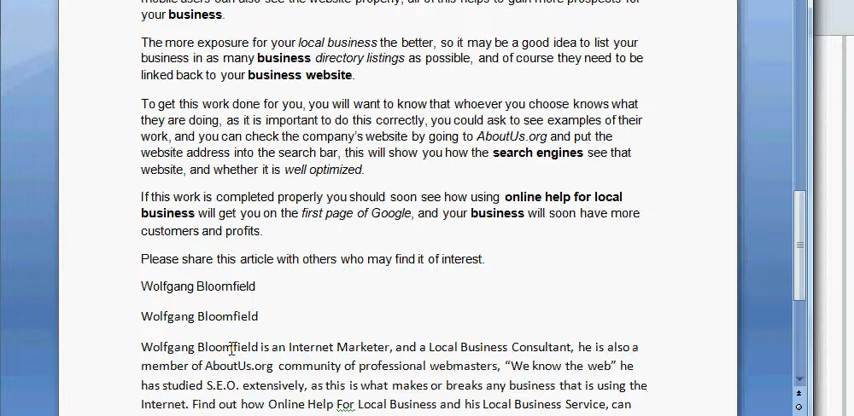 mobile users can also see the website properly, all of this helps to gain more prospects for
your business.
The more exposure for your local business the better, so it may be a good idea to list your
business in as many business directory listings as possible, and of course they need to be
linked back to your business website.
To get this work done for you, you will want to know that whoever you choose knows what
they are doing, as it is important to do this correctly, you could ask to see examples of their
work, and you can check the company's website by going to AboutUs.org and put the
website address into the search bar, this will show you how the search engines see that
website, and whether it is well optimized.
If this work is completed properly you should soon see how using online help for local
business will get you on the first page of Google, and your business will soon have more
customers and profits.
Please share this article with others who may find it of interest.
Wolfgang Bloomfield
Wolfgang Bloomfield
Wolfgang Bloomfield is an Internet Marketer, and a Local Business Consultant, he is also a
member of AboutUs.org community of professional webmasters, “We know the web” he
has studied S.E.O. extensively, as this is what makes or breaks any business that is using the
Internet. Find out how Online Help For Local Business and his Local Business Service, can